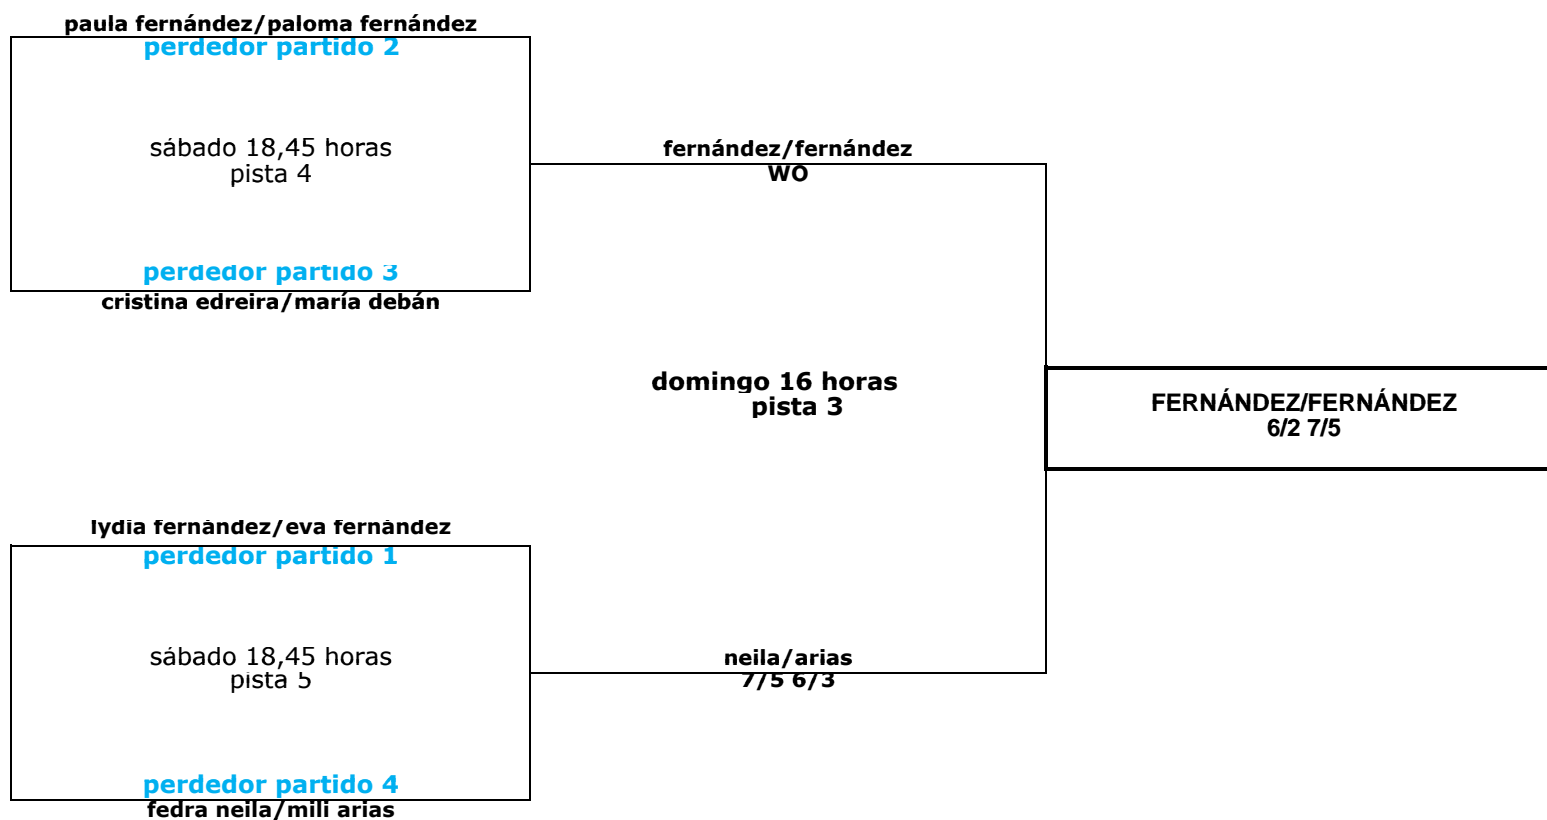 paula fernández/paloma fernández
perdedor partido 2
sábado 18,45 horas
pista 4
perdedor partido 3
cristina edreira/maría debán
fernández/fernández
WO
domingo 16 horas
pista 3
FERNÁNDEZ/FERNÁNDEZ
6/2 7/5
lydia fernández/eva fernández
perdedor partido 1
sábado 18,45 horas
pista 5
perdedor partido 4
fedra neila/mili arias
neila/arias
7/5 6/3